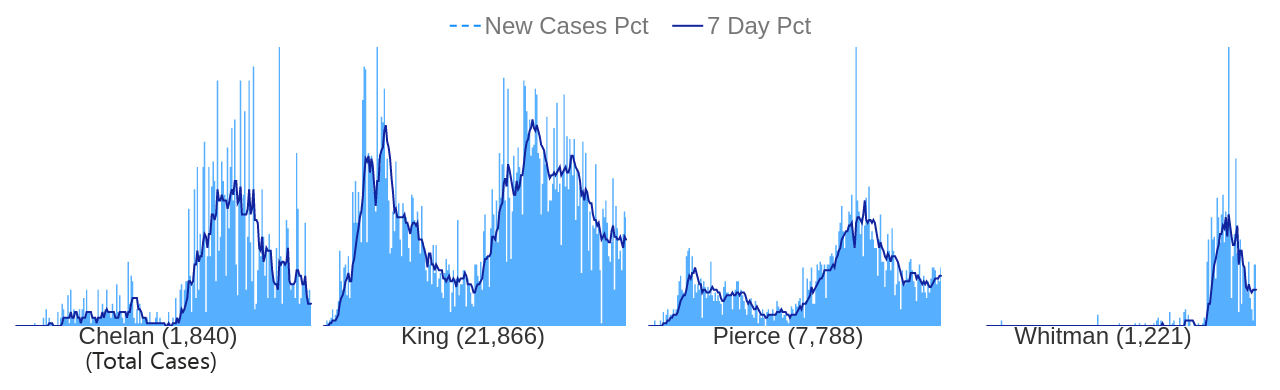 New Cases Pct 7 Day Pct
Chelan (1,840) King (21,866) Pierce (7,788) Whitman (1,221)
(Total Cases)